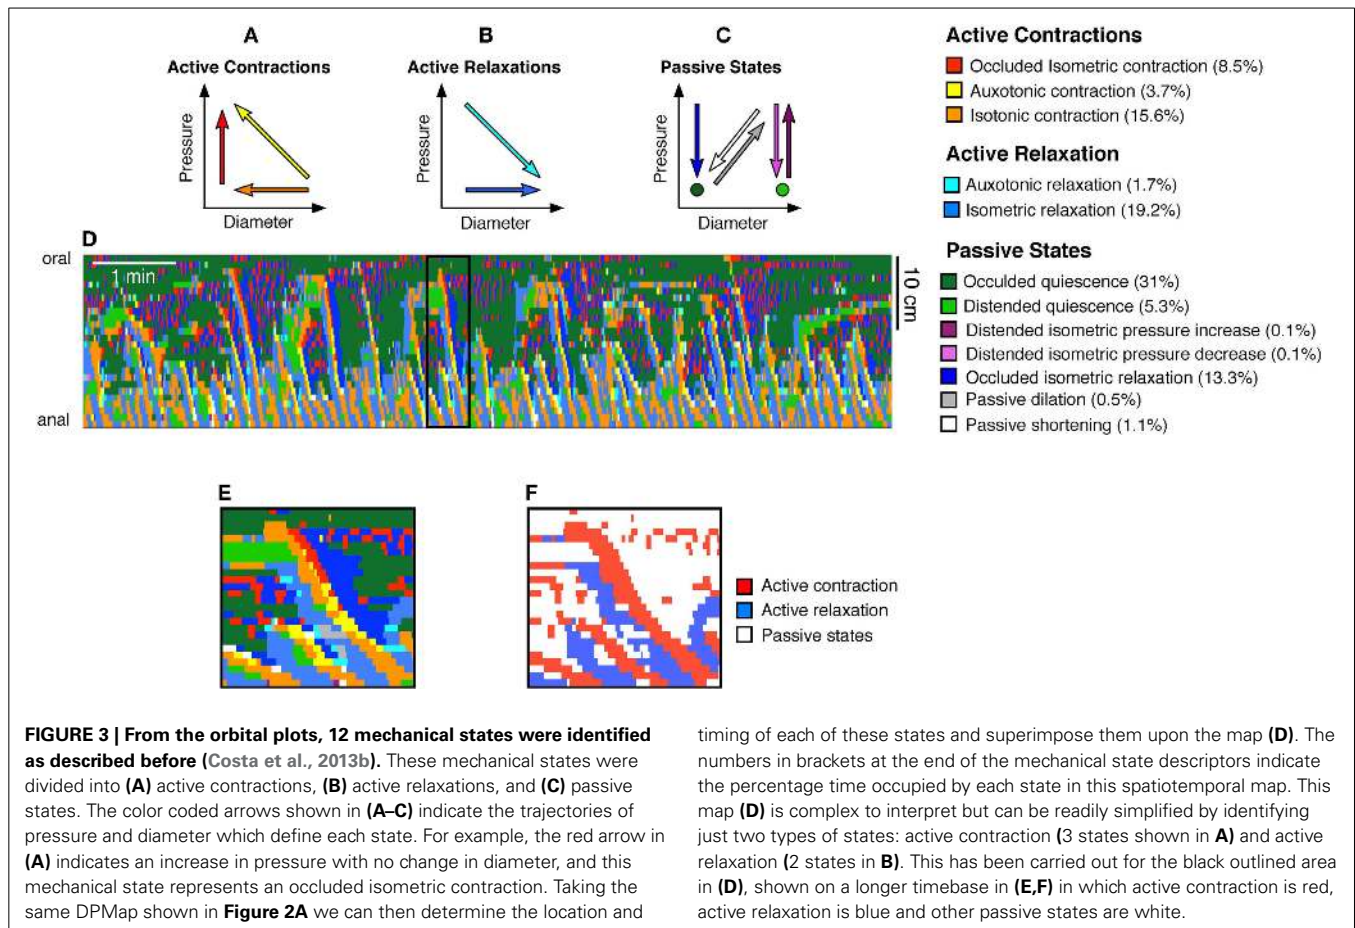 A
Active Contractions
Pressure
Diameter
B
Active Relaxations
Pressure
Diameter
C
Passive States
Pressure
Diameter
Active Contractions
Occluded Isometric contraction (8.5%)
Auxotonic contraction (3.7%)
Isotonic contraction (15.6%)
Active Relaxation
Auxotonic relaxation (1.7%)
Isometric relaxation (19.2%)
Passive States
Occulded quiescence (31%)
Distended quiescence (5.3%)
Distended isometric pressure increase (0.1%)
Distended isometric pressure decrease (0.1%)
Occluded isometric relaxation (13.3%)
Passive dilation (0.5%)
Passive shortening (1.1%)
D
oral
1 min
anal
10 cm
E
F
Active contraction
Active relaxation
Passive states
FIGURE 3 | From the orbital plots, 12 mechanical states were identified
as described before (Costa et al., 2013b). These mechanical states were
divided into (A) active contractions, (B) active relaxations, and (C) passive
states. The color coded arrows shown in (A–C) indicate the trajectories of
pressure and diameter which define each state. For example, the red arrow in
(A) indicates an increase in pressure with no change in diameter, and this
mechanical state represents an occluded isometric contraction. Taking the
same DPMap shown in Figure 2A we can then determine the location and
timing of each of these states and superimpose them upon the map (D). The
numbers in brackets at the end of the mechanical state descriptors indicate
the percentage time occupied by each state in this spatiotemporal map. This
map (D) is complex to interpret but can be readily simplified by identifying
just two types of states: active contraction (3 states shown in A) and active
relaxation (2 states in B). This has been carried out for the black outlined area
in (D), shown on a longer timebase in (E,F) in which active contraction is red,
active relaxation is blue and other passive states are white.